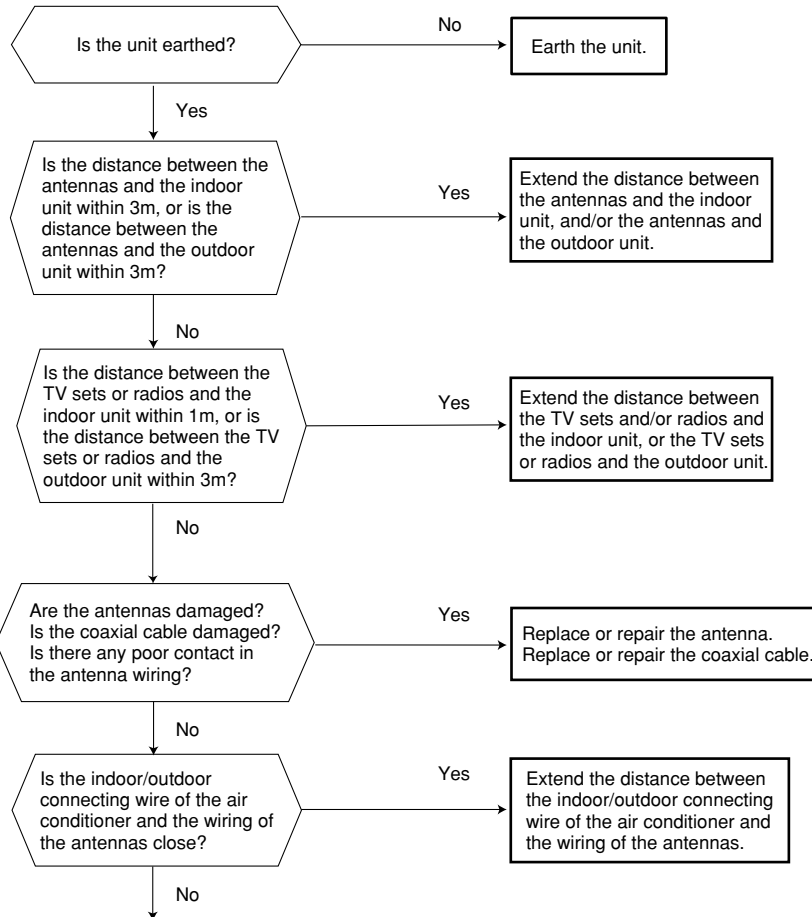 Is the unit earthed?
No
Earth the unit.
Yes
Is the distance between the
antennas and the indoor
unit within 3m, or is the
distance between the
antennas and the outdoor
unit within 3m?
Yes
Extend the distance between
the antennas and the indoor
unit, and/or the antennas and
the outdoor unit.
No
Is the distance between the
TV sets or radios and the
indoor unit within 1m, or is
the distance between the TV
sets or radios and the
outdoor unit within 3m?
Yes
Extend the distance between
the TV sets and/or radios and
the indoor unit, or the TV sets
or radios and the outdoor unit.
No
Are the antennas damaged?
Is the coaxial cable damaged?
Is there any poor contact in
the antenna wiring?
Yes
Replace or repair the antenna.
Replace or repair the coaxial cable.
No
Is the indoor/outdoor
connecting wire of the air
conditioner and the wiring of
the antennas close?
Yes
Extend the distance between
the indoor/outdoor connecting
wire of the air conditioner and
the wiring of the antennas.
No